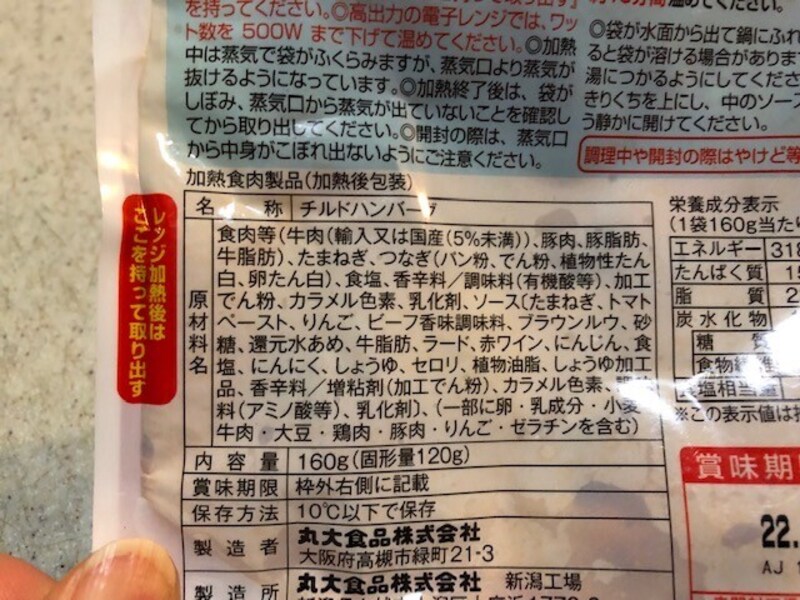 を持ってください。◎高出力の電子レンジでは、ワッ
ト数を 500W まで下げて温めてください。◎加熱
中は蒸気で袋がふくらみますが、蒸気口より蒸気が
抜けるようになっています。◎加熱終了後は、袋が
しぼみ、蒸気口から蒸気が出ていないことを確認し
てから取り出してください。◎開封の際は、蒸気口
から中身がこぼれ出ないようにご注意ください。
◎袋が水面から出て鍋にふれ
ると袋が溶ける場合があります
湯につかるようにしてくださ
きりくちを上にし、中のソース
う静かに開けてください。
調理中や開封の際はやけど等
レンジ加熱後は
ここを持って取り出す
加熱食肉製品(加熱後包装)
名称 チルドハンバーグ
原材料名
食肉等(牛肉(輸入又は国産(5%未満))、豚肉、豚脂肪、
牛脂肪)、たまねぎ、つなぎ(パン粉、でん粉、植物性たん
白、卵たん白)、食塩、香辛料/調味料(有機酸等)、加工
でん粉、カラメル色素、乳化剤、ソース〔たまねぎ、トマト
ペースト、りんご、ビーフ香味調味料、ブラウンルウ、砂
糖、還元水あめ、牛脂肪、ラード、赤ワイン、にんじん、食
塩、にんにく、しょうゆ、セロリ、植物油脂、しょうゆ加工
品、香辛料/増粘剤(加工でん粉)、カラメル色素、調味
料(アミノ酸等)、乳化剤〕、(一部に卵・乳成分・小麦
牛肉・大豆・鶏肉・豚肉・りんご・ゼラチンを含む)
内容量 160g(固形量120g)
賞味期限 枠外右側に記載
保存方法 10℃以下で保存
製造者 丸大食品株式会社
大阪府高槻市緑町21-3
製造所 丸大食品株式会社 新潟工場
栄養成分表示
(1袋160g当たり
エネルギー 318
たんぱく質 1
脂質 2
炭水化物
糖質
食物繊維
塩相当量
※この表示値は
賞味期限
22.
AJ